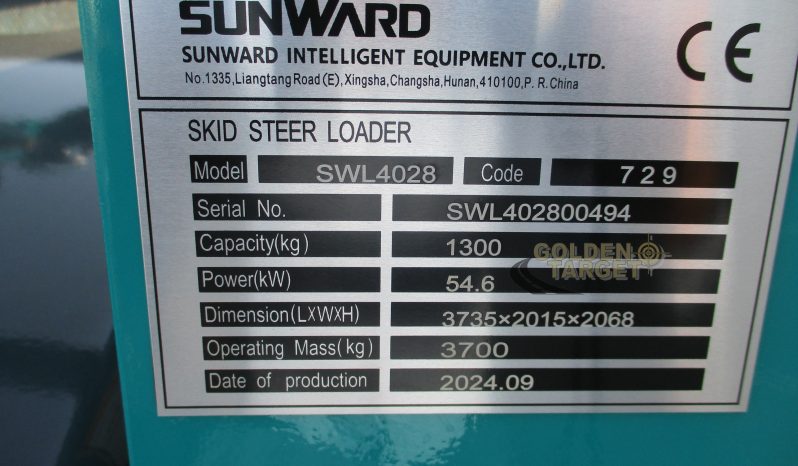 SUNWARD
SUNWARD INTELLIGENT EQUIPMENT CO.,LTD.
No.1335,Liangtang Road(E),Xingsha,Changsha,Hunan,410100,P. R.China
CE
SKID STEER LOADER
Model SWL4028 Code 729
Serial No. SWL402800494
Capacity(kg) 1300
GOLDEN TARGET
Power(kW) 54.6
Dimension(LXWXH) 3735×2015×2068
Operating Mass(kg) 3700
Date of production 2024.09